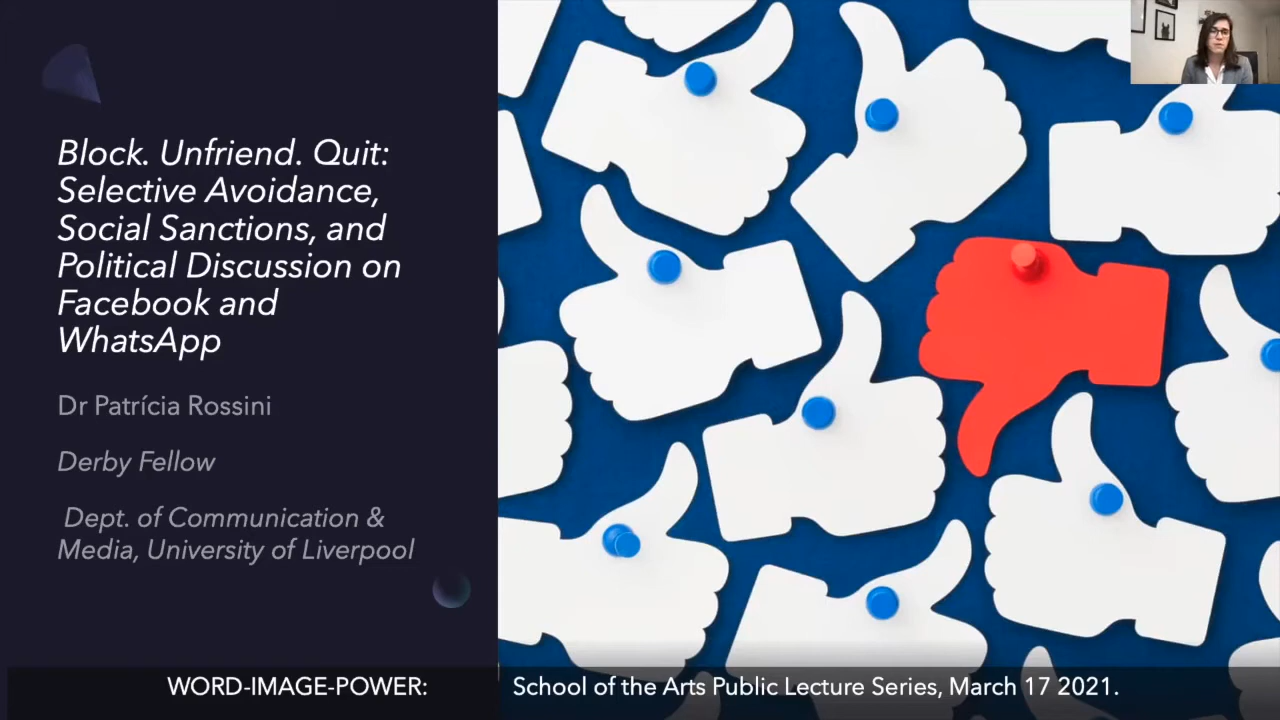 Block. Unfriend. Quit:
Selective Avoidance,
Social Sanctions, and
Political Discussion on
Facebook and
WhatsApp
Dr Patrícia Rossini
Derby Fellow
Dept. of Communication &
Media, University of Liverpool
WORD-IMAGE-POWER: School of the Arts Public Lecture Series, March 17 2021.